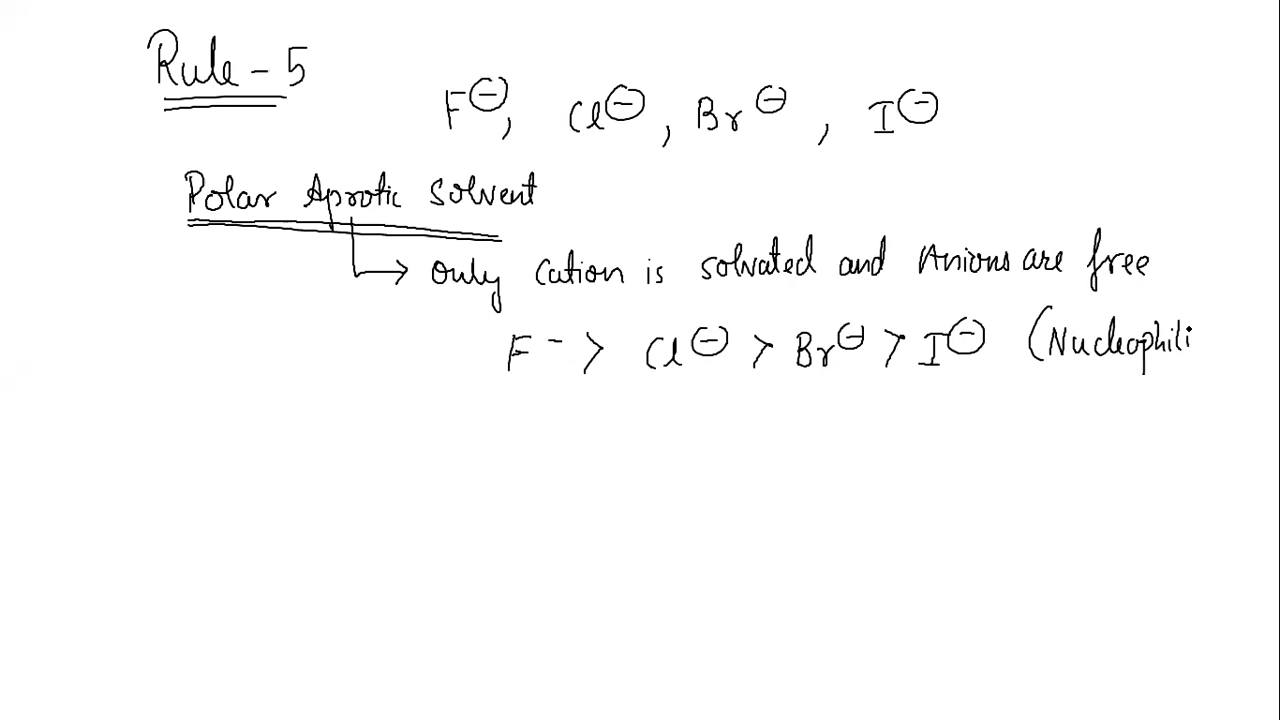 Rule - 5
F⊖, Cl⊖, Br⊖, I⊖
Polar Aprotic Solvent
→ Only cation is solvated and Anions are free
F⁻ > Cl⊖ > Br⊖ > I⊖ (Nucleophili